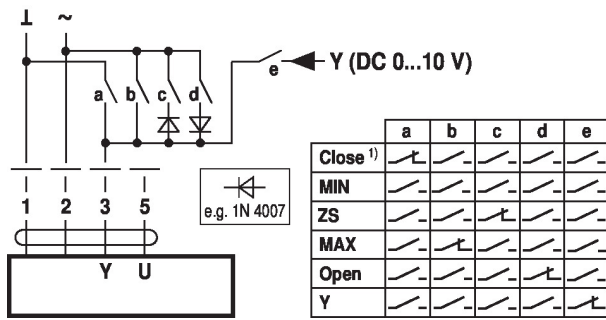 ⊥ ~
a b c d e Y (DC 0...10 V)
1 2 3 5
Y U
e.g. 1N 4007
a b c d e
Close 1)
MIN
ZS
MAX
Open
Y